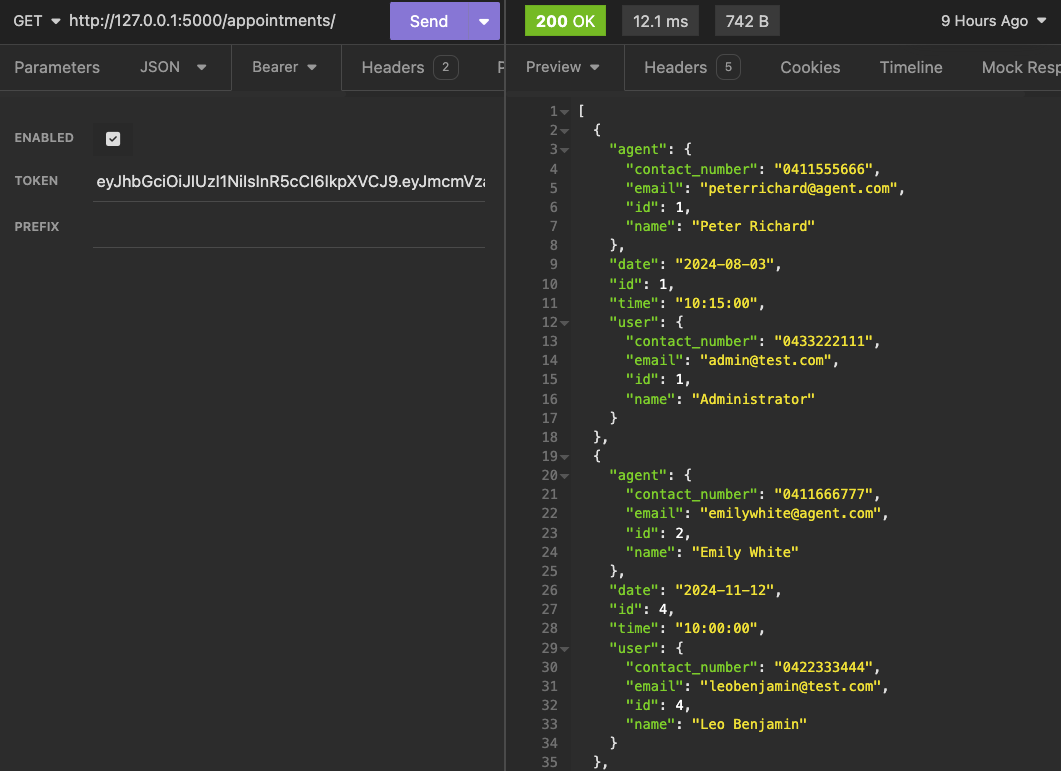 GET http://127.0.0.1:5000/appointments/ Send 200 OK 12.1 ms 742 B 9 Hours Ago
Parameters JSON Bearer Headers 2 Preview Headers 5 Cookies Timeline Mock Resp
ENABLED
TOKEN
PREFIX
1 [
2 {
3 "agent": {
4 "contact_number": "0411555666",
5 "email": "peterrichard@agent.com",
6 "id": 1,
7 "name": "Peter Richard"
8 },
9 "date": "2024-08-03",
10 "id": 1,
11 "time": "10:15:00",
12 "user": {
13 "contact_number": "0433222111",
14 "email": "admin@test.com",
15 "id": 1,
16 "name": "Administrator"
17 }
18 },
19 {
20 "agent": {
21 "contact_number": "0411666777",
22 "email": "emilywhite@agent.com",
23 "id": 2,
24 "name": "Emily White"
25 },
26 "date": "2024-11-12",
27 "id": 4,
28 "time": "10:00:00",
29 "user": {
30 "contact_number": "0422333444",
31 "email": "leobenjamin@test.com",
32 "id": 4,
33 "name": "Leo Benjamin"
34 }
35 },